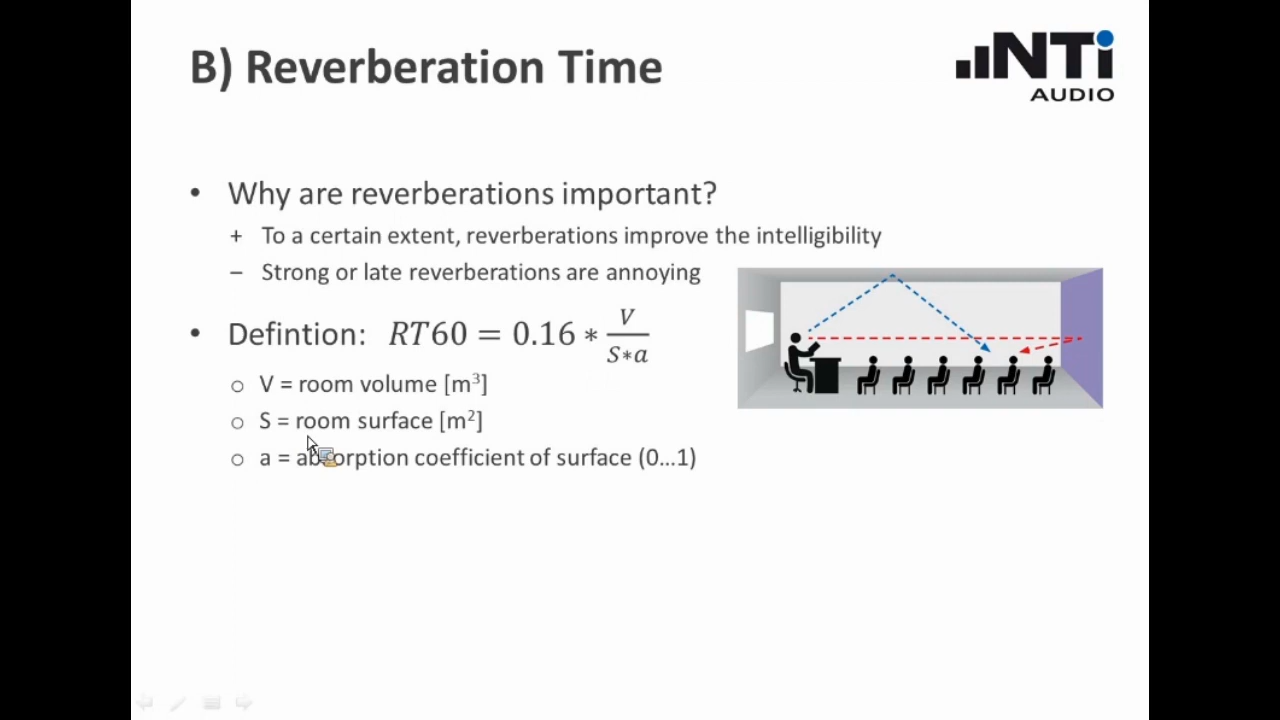 B) Reverberation Time
NTi
AUDIO
• Why are reverberations important?
+ To a certain extent, reverberations improve the intelligibility
– Strong or late reverberations are annoying
• Defintion: RT60 = 0.16 * V / (S*a)
o V = room volume [m³]
o S = room surface [m²]
o a = absorption coefficient of surface (0...1)